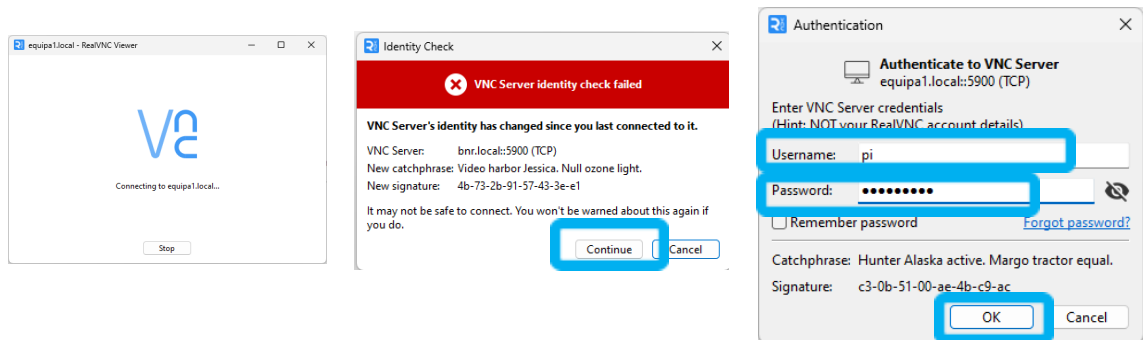 equipa1.local - RealVNC Viewer
Connecting to equipa1.local...
Stop
Identity Check
VNC Server identity check failed
VNC Server's identity has changed since you last connected to it.
VNC Server: bnr.local::5900 (TCP)
New catchphrase: Video harbor Jessica. Null ozone light.
New signature: 4b-73-2b-91-57-43-3e-e1
It may not be safe to connect. You won't be warned about this again if
you do.
Continue Cancel
Authentication
Authenticate to VNC Server
equipa1.local::5900 (TCP)
Enter VNC Server credentials
(Hint: NOT your RealVNC account details)
Username: pi
Password: •••••••••
Remember password Forgot password?
Catchphrase: Hunter Alaska active. Margo tractor equal.
Signature: c3-0b-51-00-ae-4b-c9-ac
OK Cancel